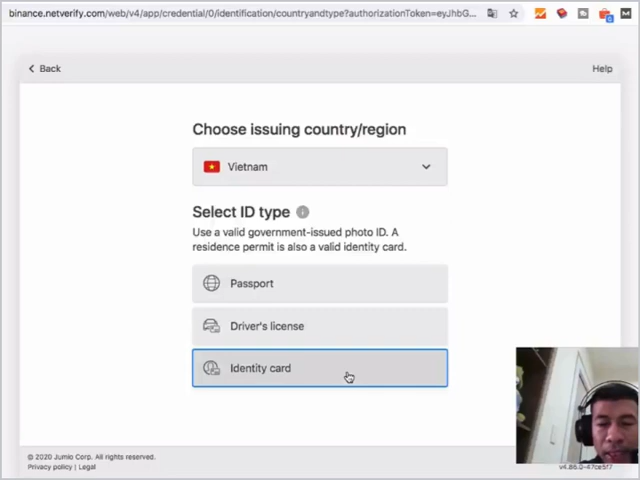 binance.netverify.com/web/v4/app/credential/0/identification/countryandtype?authorizationToken=eyJhbG...
Back
Help
Choose issuing country/region
Vietnam
Select ID type
Use a valid government-issued photo ID. A
residence permit is also a valid identity card.
Passport
Driver's license
Identity card
© 2020 Jumio Corp. All rights reserved.
Privacy policy | Legal
v4.86.0-47ce5f7